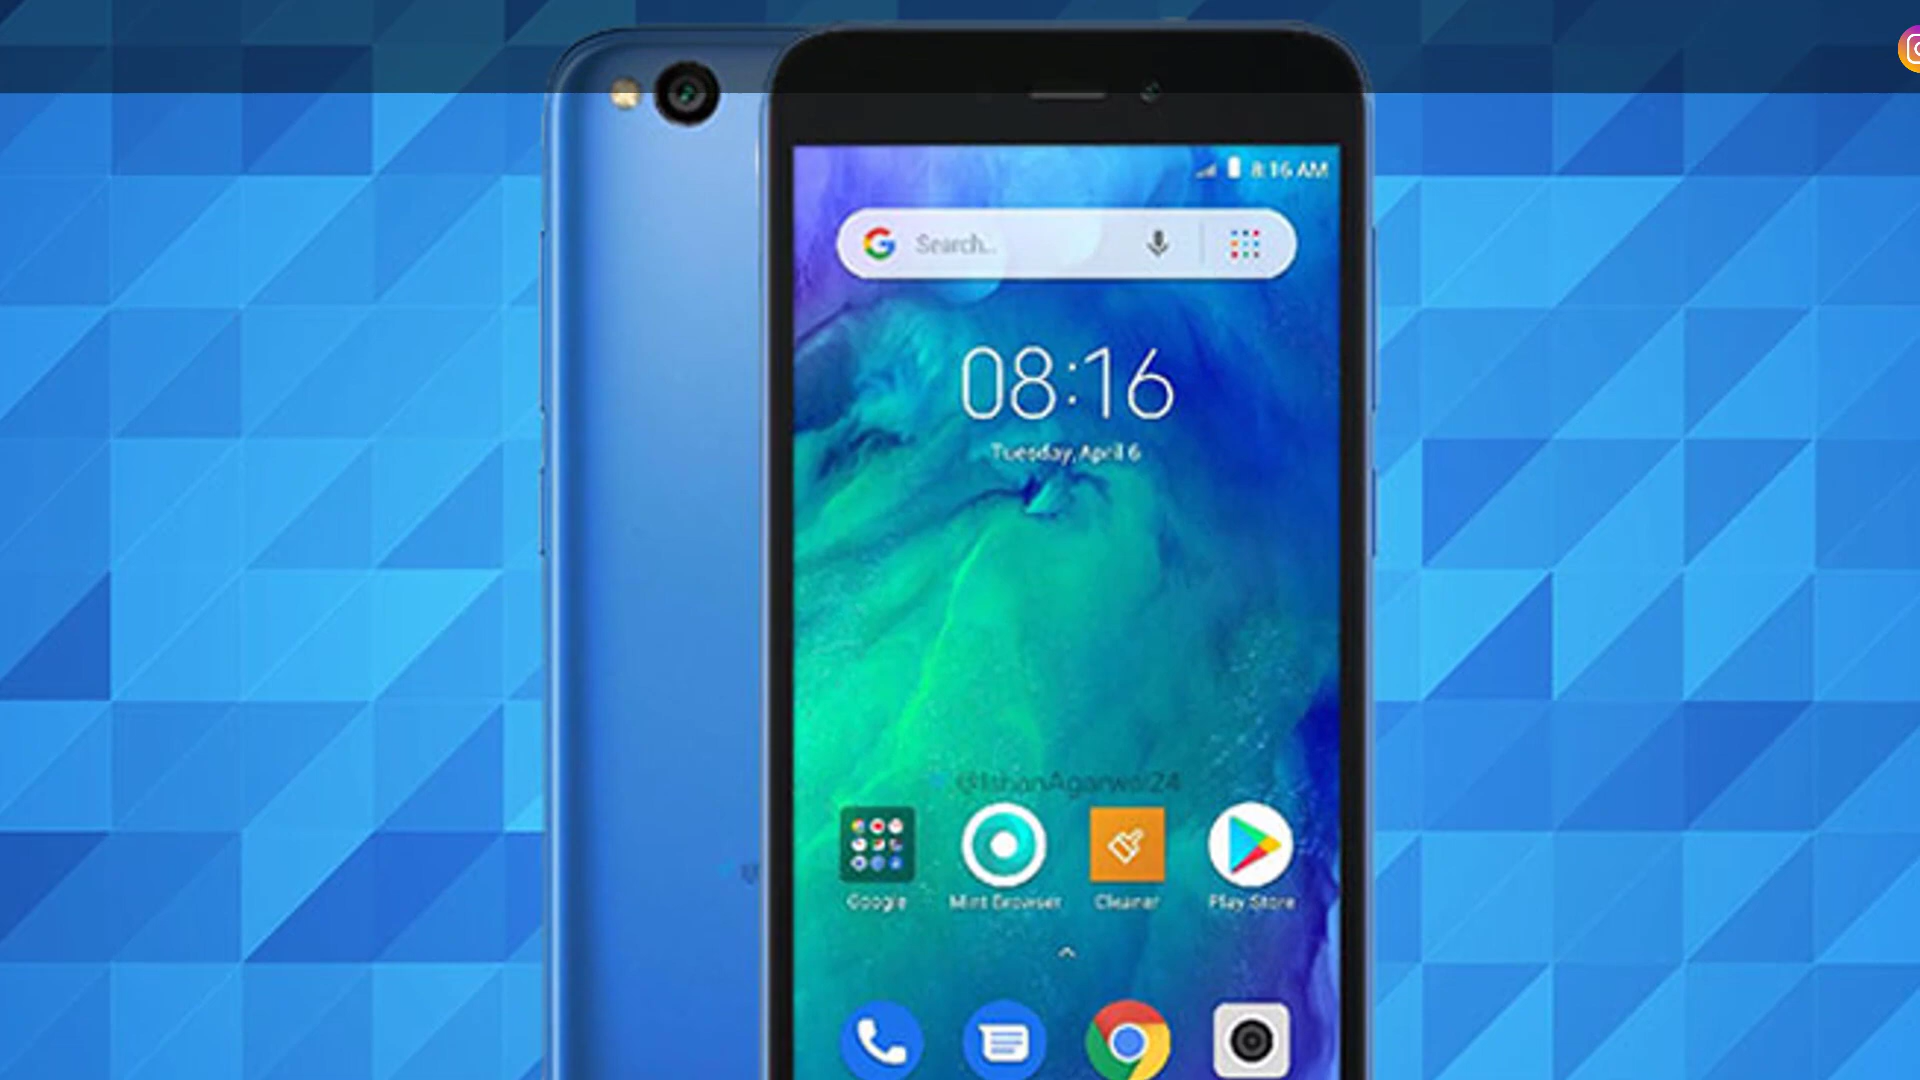 8:16 AM
Search..
08:16
Tuesday, April 6
@IshanAgarwal24
Google
Mint Browser
Cleaner
Play Store